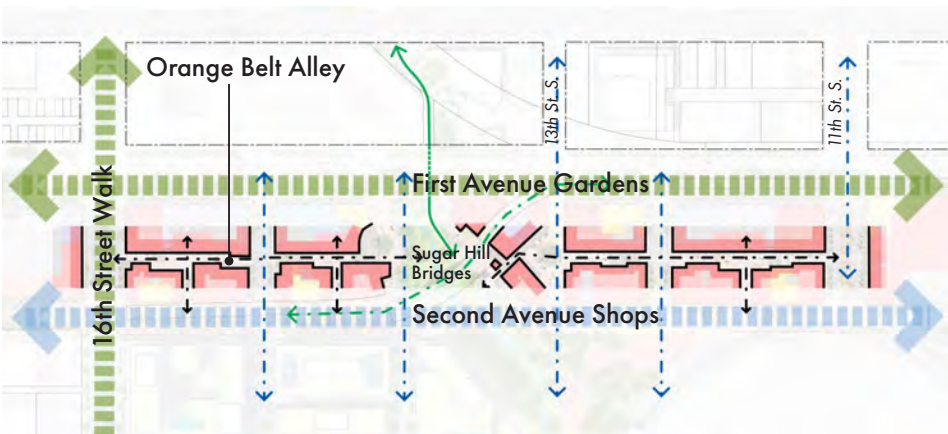 Orange Belt Alley
13th St. S.
11th St. S.
16th Street Walk
First Avenue Gardens
Sugar Hill
Bridges
Second Avenue Shops